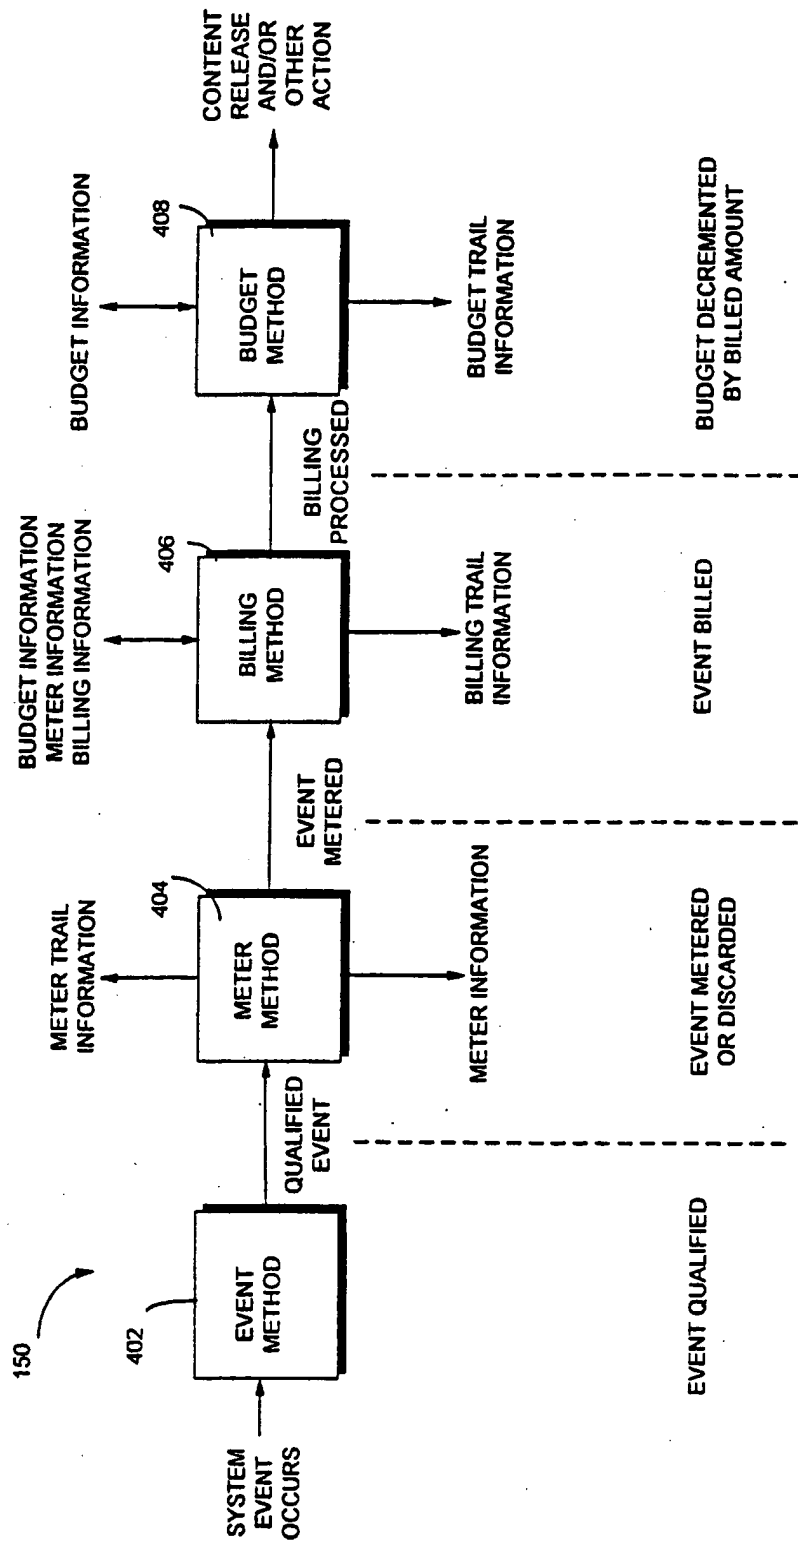 150
BUDGET INFORMATION
METER INFORMATION
BILLING INFORMATION
BUDGET INFORMATION
METER TRAIL
INFORMATION
402
404
406
408
SYSTEM
EVENT
OCCURS
EVENT
METHOD
QUALIFIED
EVENT
METER
METHOD
EVENT
METERED
BILLING
METHOD
BILLING
PROCESSED
BUDGET
METHOD
CONTENT
RELEASE
AND/OR
OTHER
ACTION
METER INFORMATION
BILLING TRAIL
INFORMATION
BUDGET TRAIL
INFORMATION
EVENT QUALIFIED
EVENT METERED
OR DISCARDED
EVENT BILLED
BUDGET DECREMENTED
BY BILLED AMOUNT